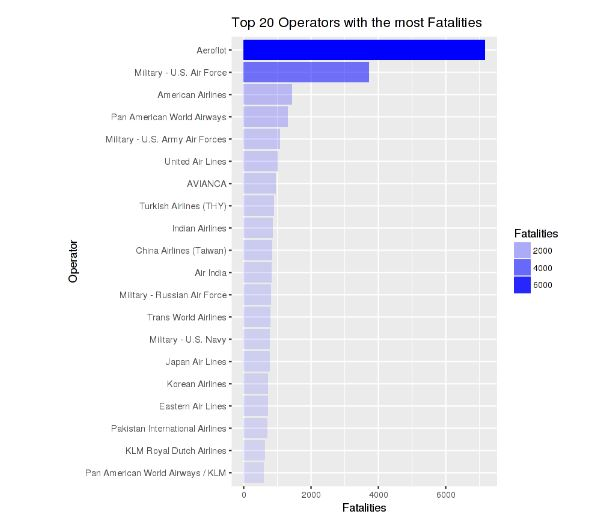 Top 20 Operators with the most Fatalities
Aeroflot
Military - U.S. Air Force
American Airlines
Pan American World Airways
Military - U.S. Army Air Forces
United Air Lines
AVIANCA
Turkish Airlines (THY)
Indian Airlines
China Airlines (Taiwan)
Air India
Military - Russian Air Force
Trans World Airlines
Military - U.S. Navy
Japan Air Lines
Korean Airlines
Eastern Air Lines
Pakistan International Airlines
KLM Royal Dutch Airlines
Pan American World Airways / KLM
Operator
0 2000 4000 6000
Fatalities
Fatalities
2000
4000
6000